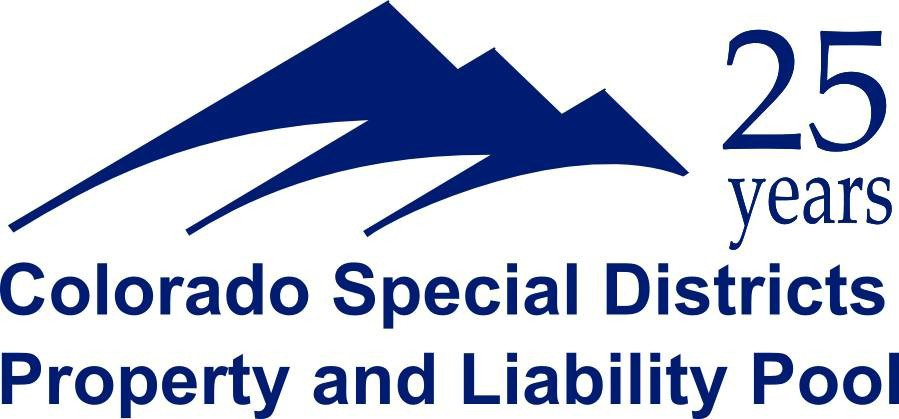 25
years
Colorado Special Districts
Property and Liability Pool